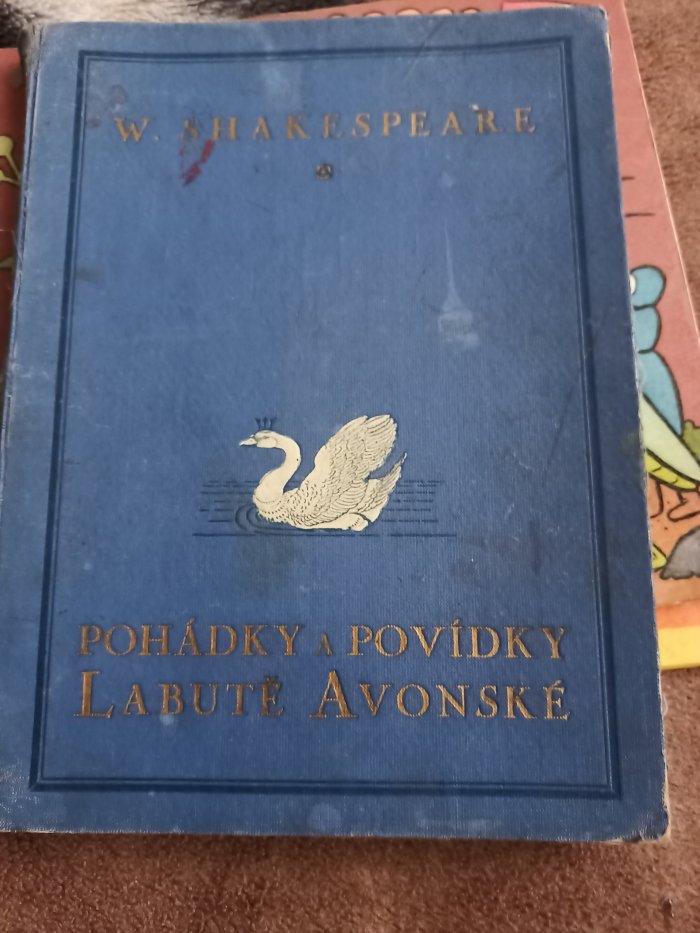 W. SHAKESPEARE
POHÁDKY A POVÍDKY
LABUTĚ AVONSKÉ